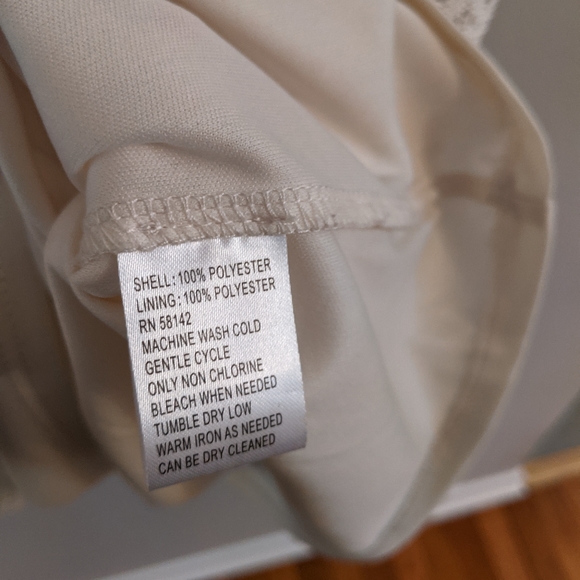 SHELL: 100% POLYESTER
LINING: 100% POLYESTER
RN 58142
MACHINE WASH COLD
GENTLE CYCLE
ONLY NON CHLORINE
BLEACH WHEN NEEDED
TUMBLE DRY LOW
WARM IRON AS NEEDED
CAN BE DRY CLEANED